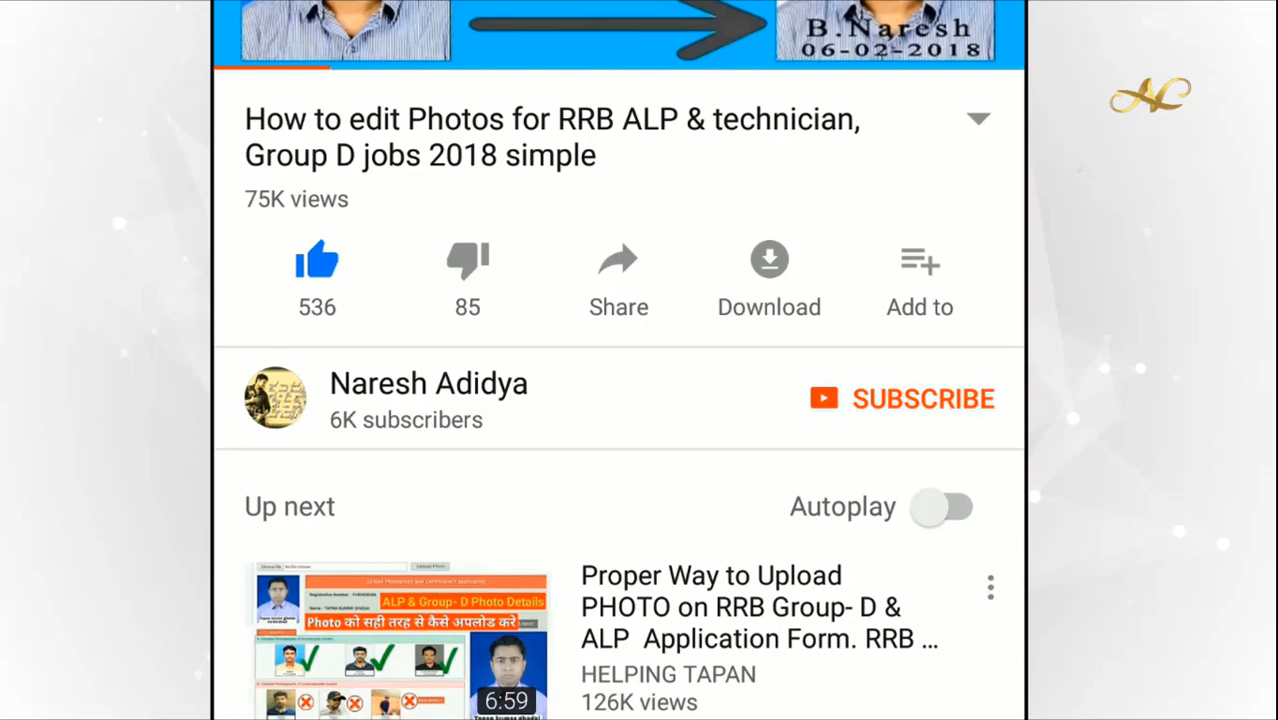 B.Naresh
06-02-2018
How to edit Photos for RRB ALP & technician,
Group D jobs 2018 simple
75K views
536
85
Share
Download
Add to
Naresh Adidya
6K subscribers
SUBSCRIBE
Up next
Autoplay
ALP & Group- D Photo Details
Photo को सही तरह से कैसे अपलोड करे
6:59
Proper Way to Upload
PHOTO on RRB Group- D &
ALP Application Form. RRB ...
HELPING TAPAN
126K views